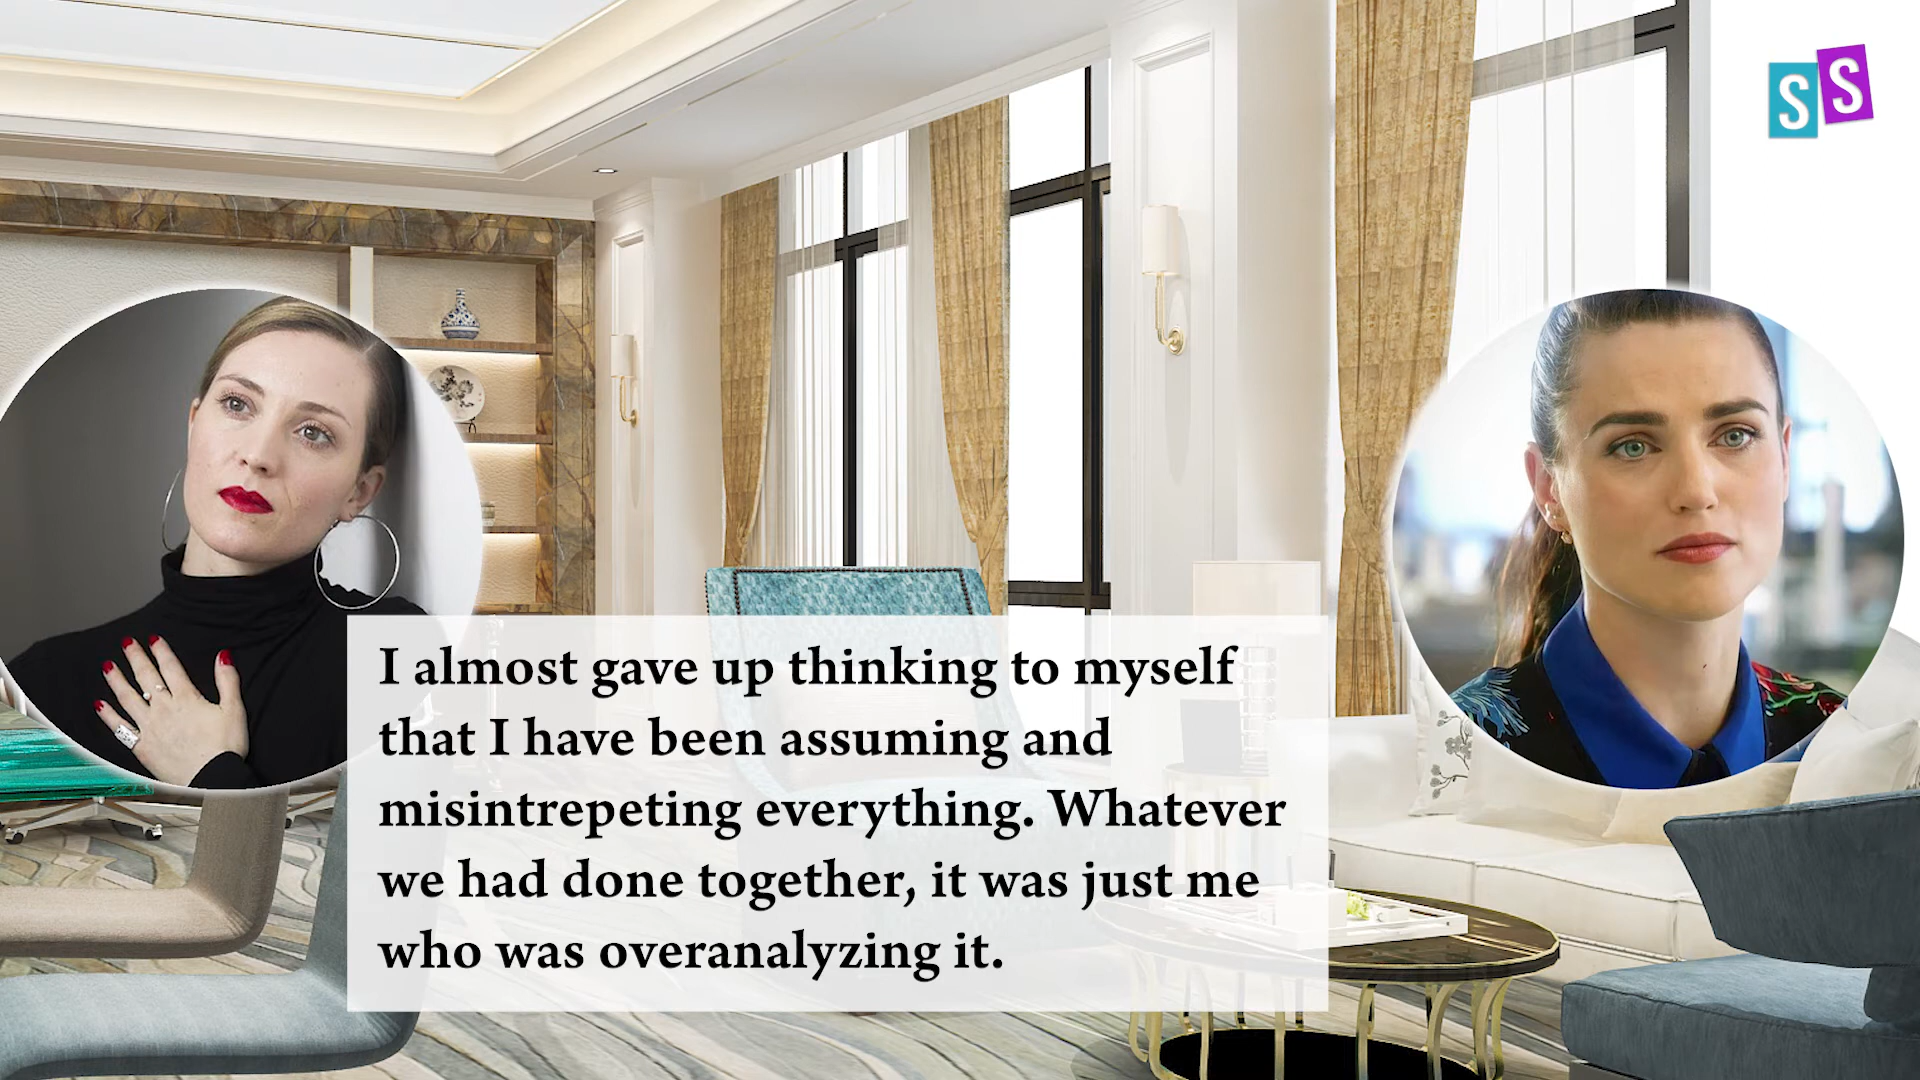 SS
I almost gave up thinking to myself
that I have been assuming and
misintrepeting everything. Whatever
we had done together, it was just me
who was overanalyzing it.